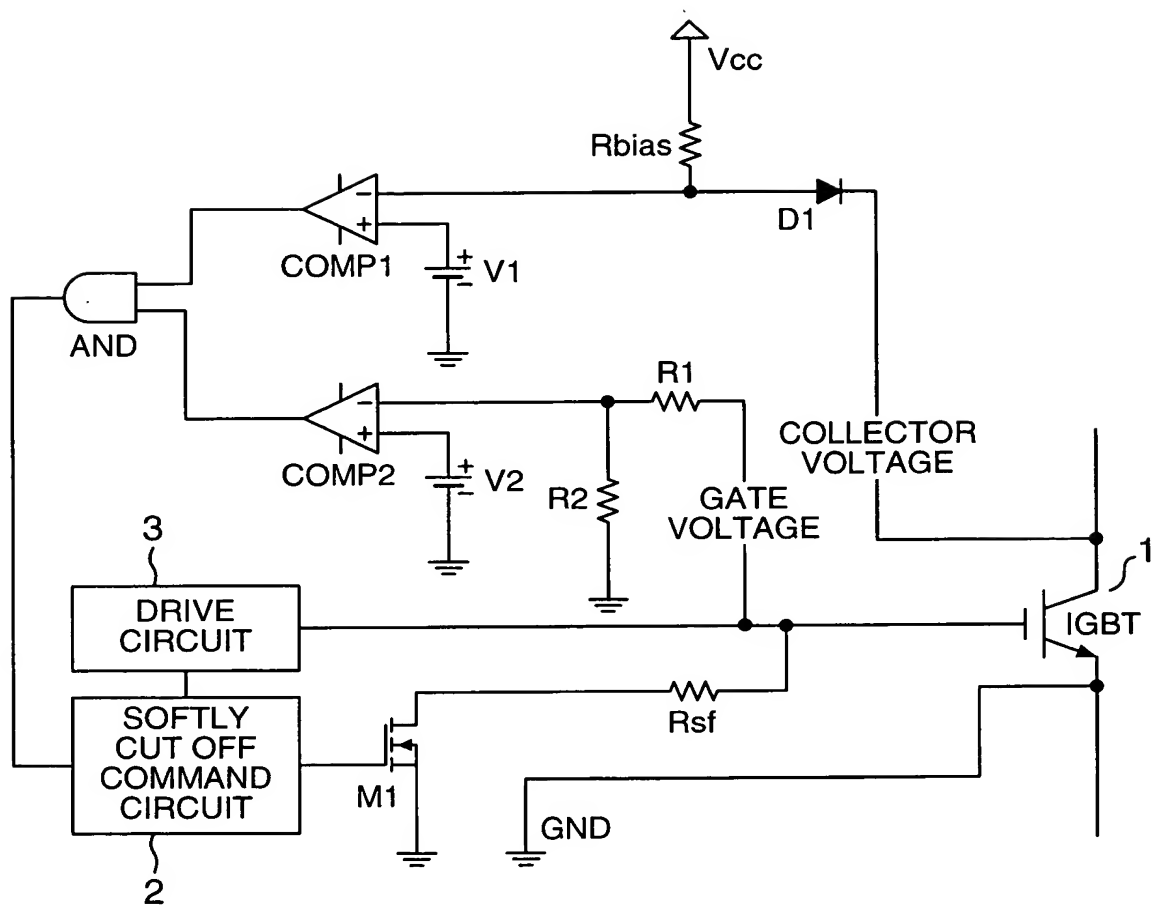 Vcc
Rbias
D1
-
+
COMP1
+
-
V1
AND
R1
-
+
COMP2
+
-
V2
R2
COLLECTOR
VOLTAGE
GATE
VOLTAGE
3
DRIVE
CIRCUIT
1
IGBT
SOFTLY
CUT OFF
COMMAND
CIRCUIT
Rsf
M1
GND
2